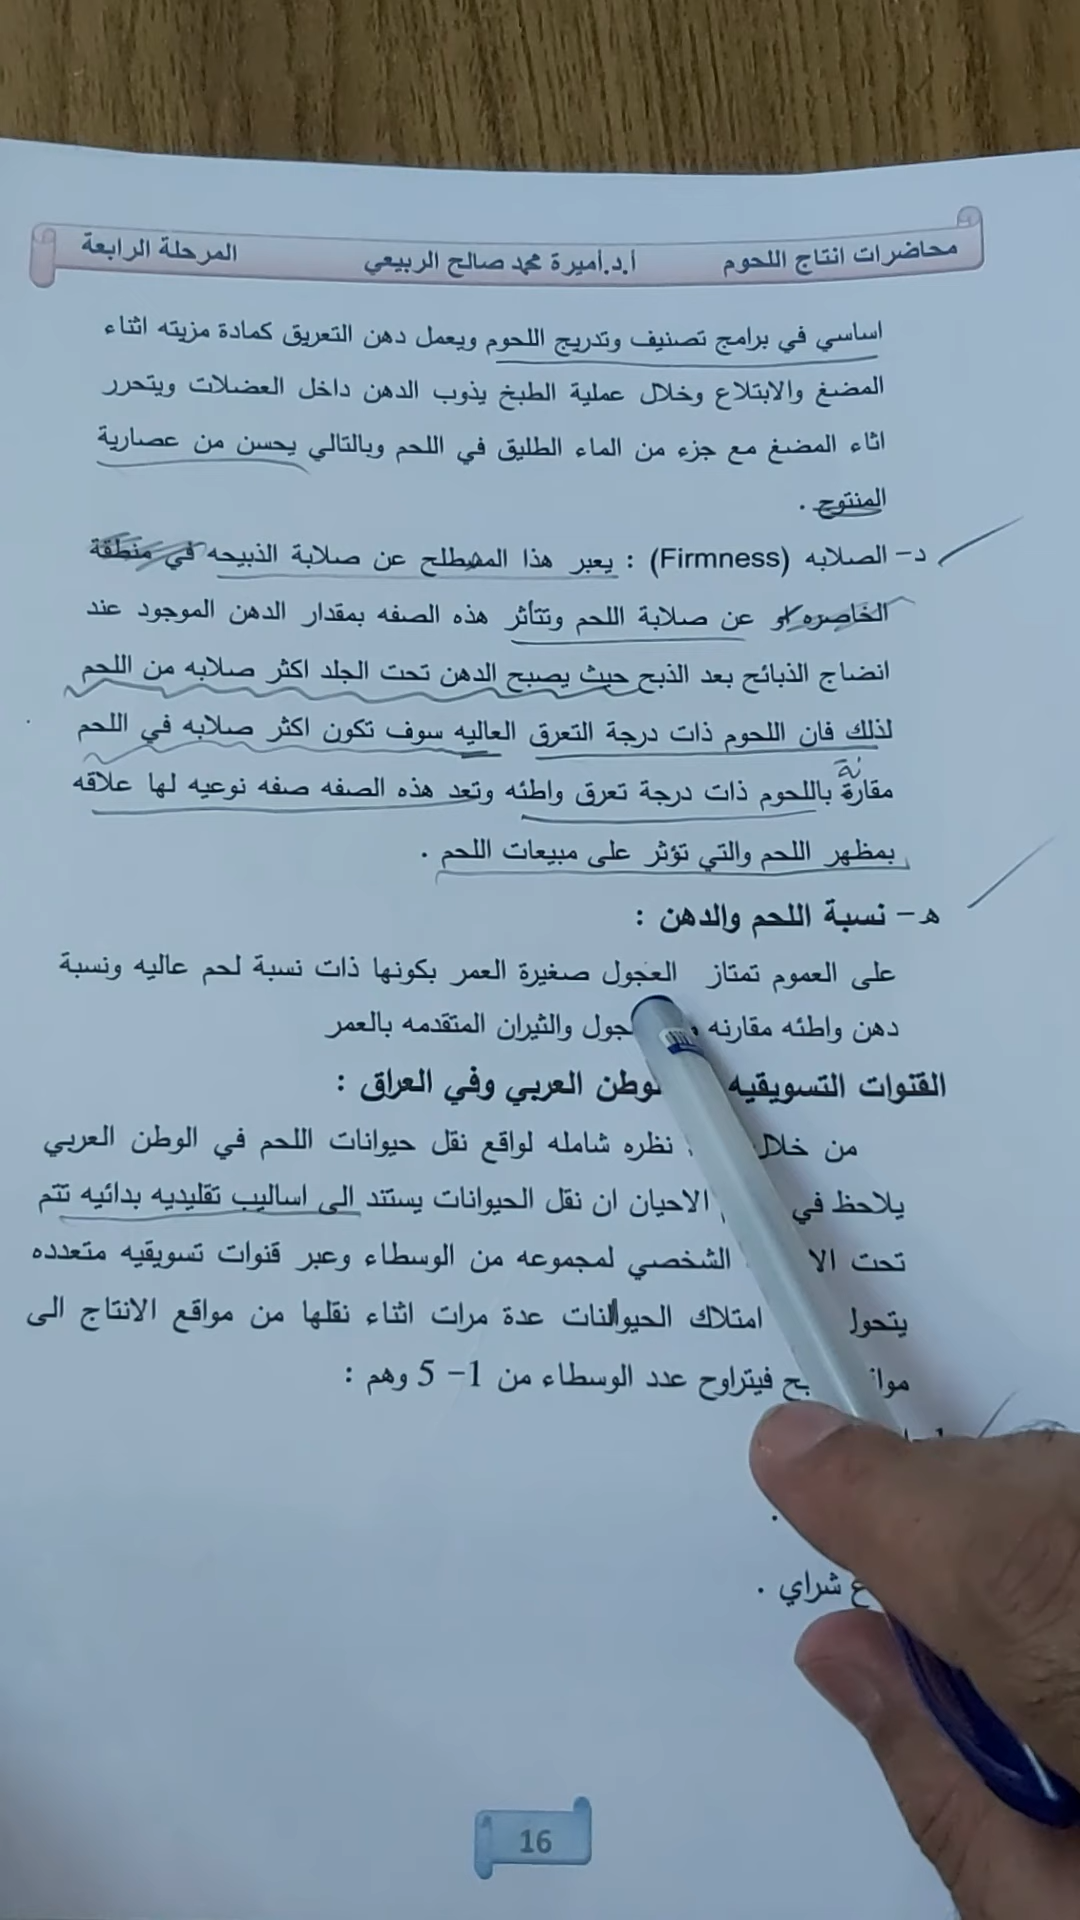 محاضرات انتاج اللحوم أ.د.أميرة محمد صالح الربيعي المرحلة الرابعة
اساسي في برامج تصنيف وتدريج اللحوم ويعمل دهن التعريق كمادة مزيته اثناء
المضغ والابتلاع وخلال عملية الطبخ يذوب الدهن داخل العضلات ويتحرر
اثاء المضغ مع جزء من الماء الطليق في اللحم وبالتالي يحسن من عصارية
المنتوج .
د- الصلابه (Firmness) : يعبر هذا المصطلح عن صلابة الذبيحه في منطقة
الخاصره او عن صلابة اللحم وتتأثر هذه الصفه بمقدار الدهن الموجود عند
انضاج الذبائح بعد الذبح حيث يصبح الدهن تحت الجلد اكثر صلابه من اللحم
لذلك فان اللحوم ذات درجة التعرق العاليه سوف تكون اكثر صلابه في اللحم
مقارة باللحوم ذات درجة تعرق واطئه وتعد هذه الصفه صفه نوعيه لها علاقه
بمظهر اللحم والتي تؤثر على مبيعات اللحم .
هـ- نسبة اللحم والدهن :
على العموم تمتاز العجول صغيرة العمر بكونها ذات نسبة لحم عاليه ونسبة
دهن واطئه مقارنه والثيران المتقدمه بالعمر
القنوات التسويقيه العربي وفي العراق :
من خلال نظره شامله لواقع نقل حيوانات اللحم في الوطن العربي
يلاحظ في الاحيان ان نقل الحيوانات يستند الى اساليب تقليديه بدائيه تتم
تحت الشخصي لمجموعه من الوسطاء وعبر قنوات تسويقيه متعدده
يتحول امتلاك الحيوانات عدة مرات اثناء نقلها من مواقع الانتاج الى
فيتراوح عدد الوسطاء من 1- 5 وهم :
شراي .
16